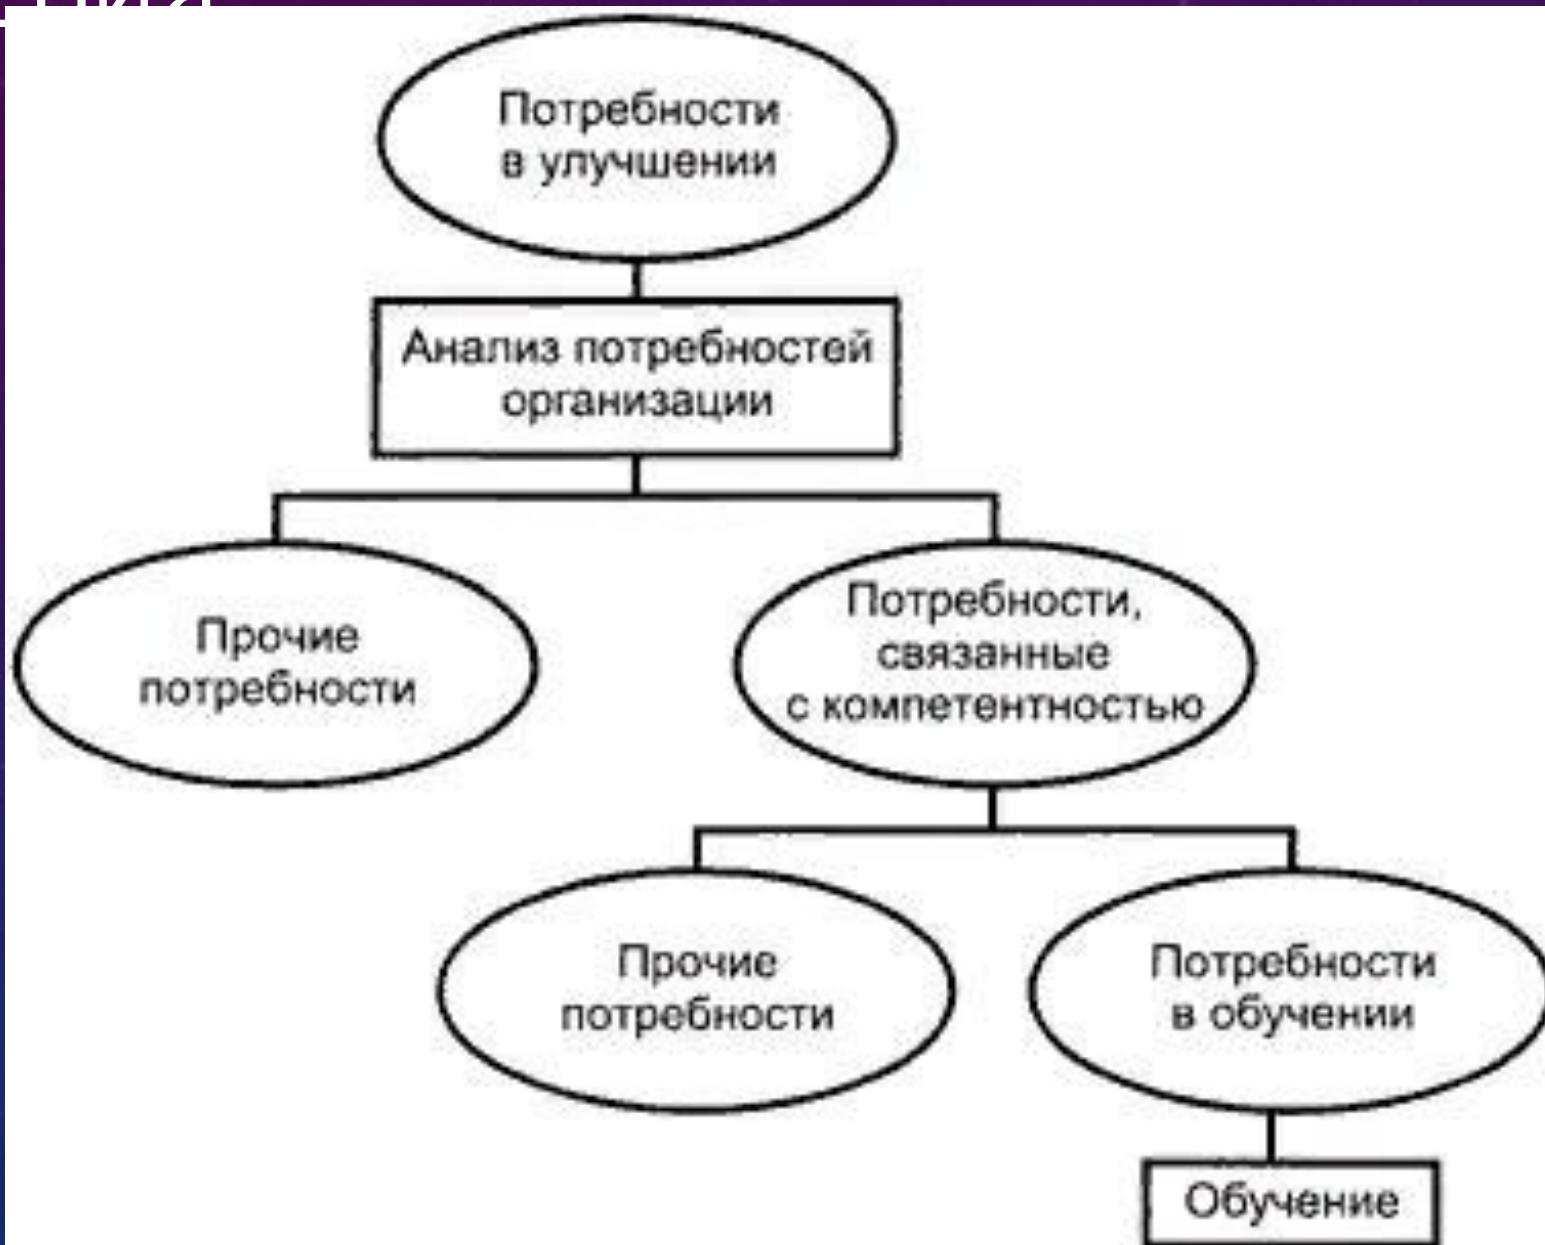 Потребности
в улучшении
Анализ потребностей
организации
Прочие
потребности
Потребности,
связанные
с компетентностью
Прочие
потребности
Потребности
в обучении
Обучение